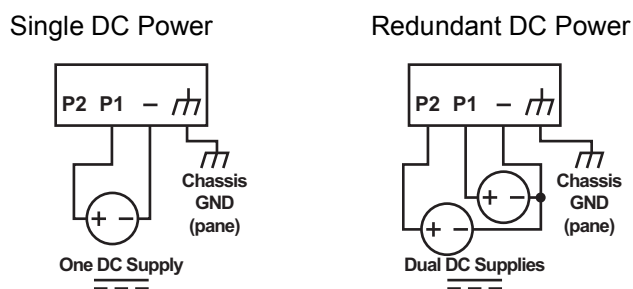 Single DC Power
P2 P1 –
+ –
Chassis
GND
(pane)
One DC Supply
Redundant DC Power
P2 P1 –
+ –
+ –
Chassis
GND
(pane)
Dual DC Supplies